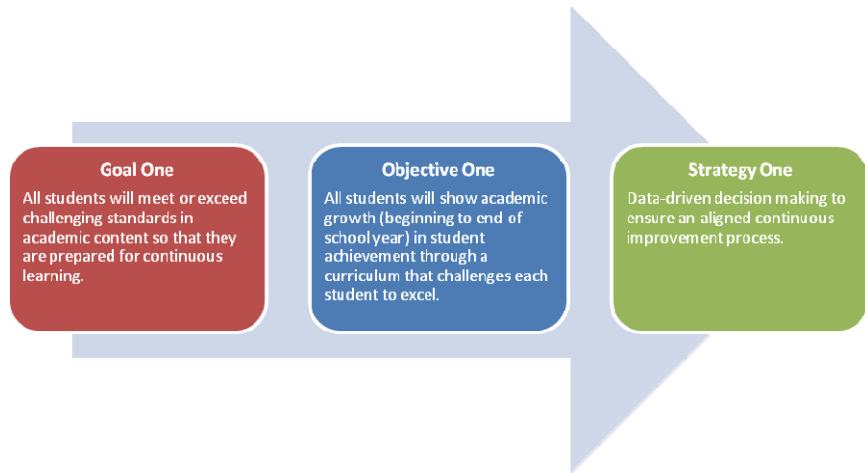 Goal One
All students will meet or exceed
challenging standards in
academic content so that they
are prepared for continuous
learning.
Objective One
All students will show academic
growth (beginning to end of
school year) in student
achievement through a
curriculum that challenges each
student to excel.
Strategy One
Data-driven decision making to
ensure an aligned continuous
improvement process.